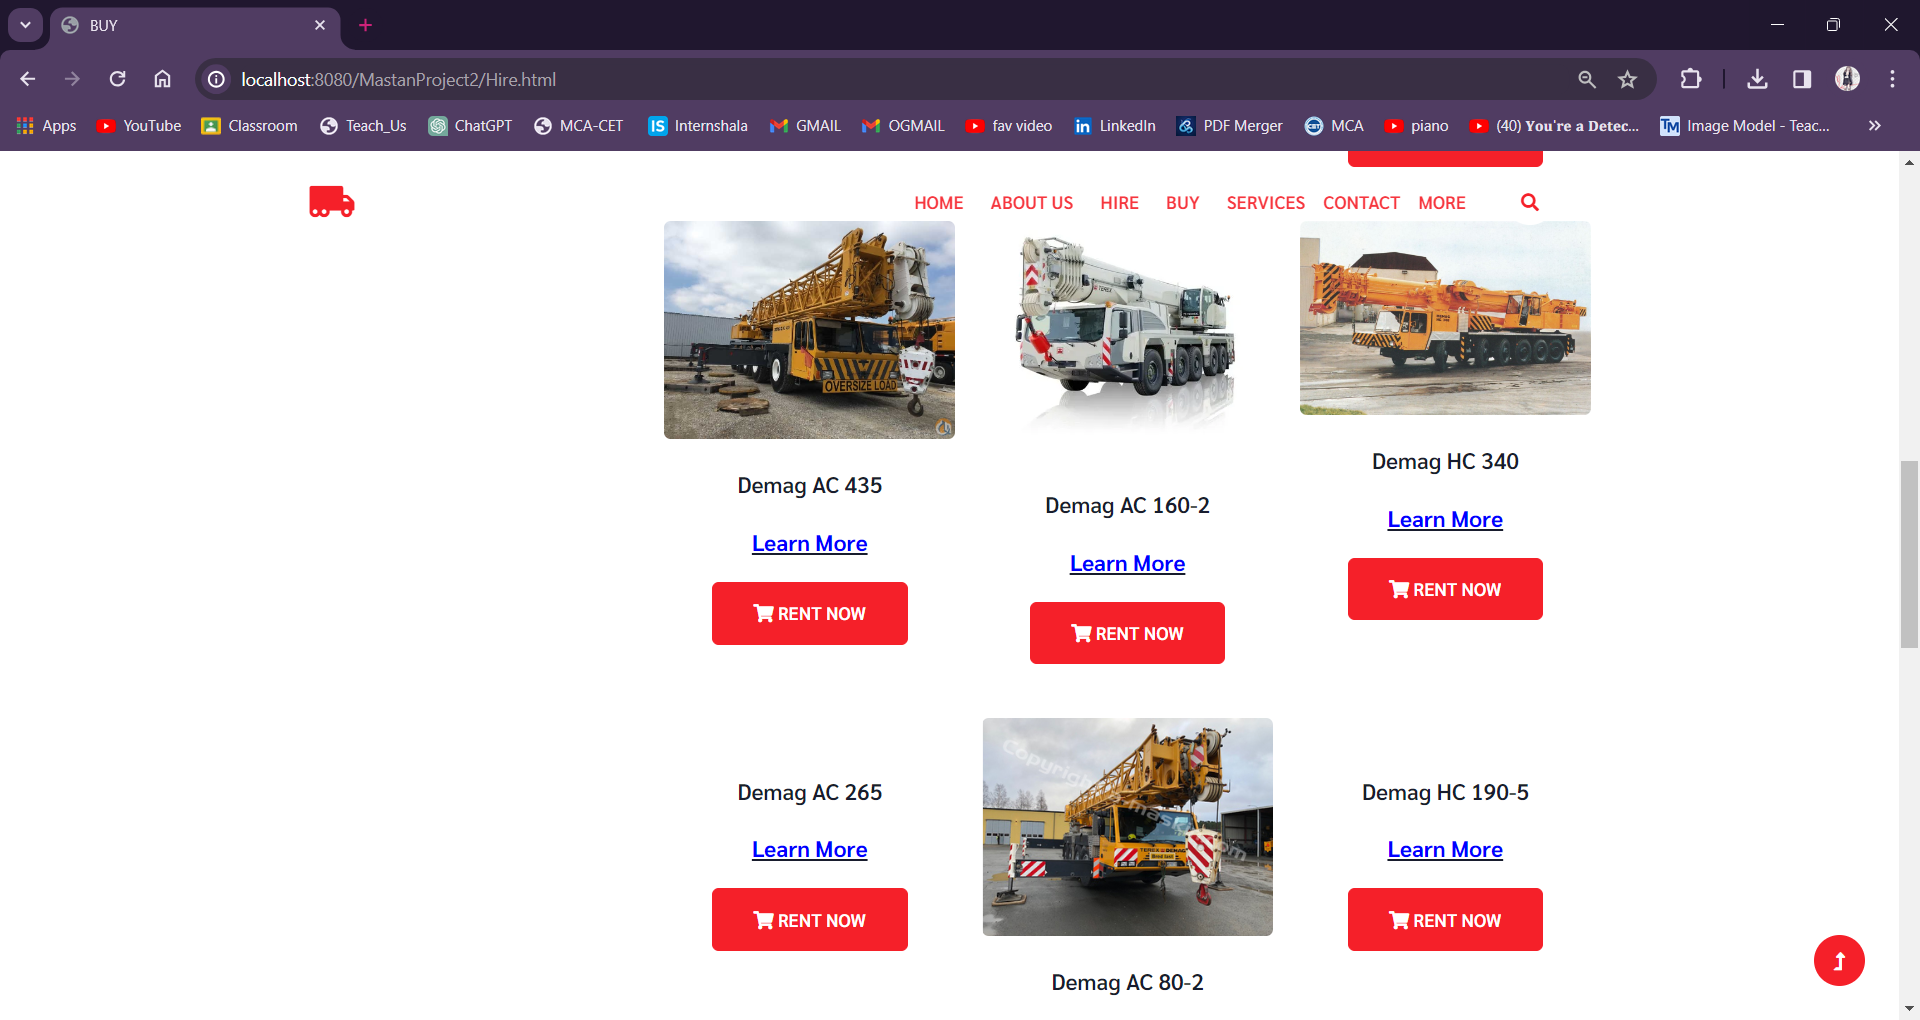 BUY
localhost:8080/MastanProject2/Hire.html
Apps YouTube Classroom Teach_Us ChatGPT MCA-CET Internshala GMAIL OGMAIL fav video LinkedIn PDF Merger MCA piano (40) You're a Detec... Image Model - Teac...
HOME ABOUT US HIRE BUY SERVICES CONTACT MORE
TEREX
OVERSIZE LOAD
Demag AC 435
Learn More
RENT NOW
Demag AC 160-2
Learn More
RENT NOW
Demag HC 340
Learn More
RENT NOW
Demag AC 265
Learn More
RENT NOW
TEREX DEMAG
Demag AC 80-2
Demag HC 190-5
Learn More
RENT NOW